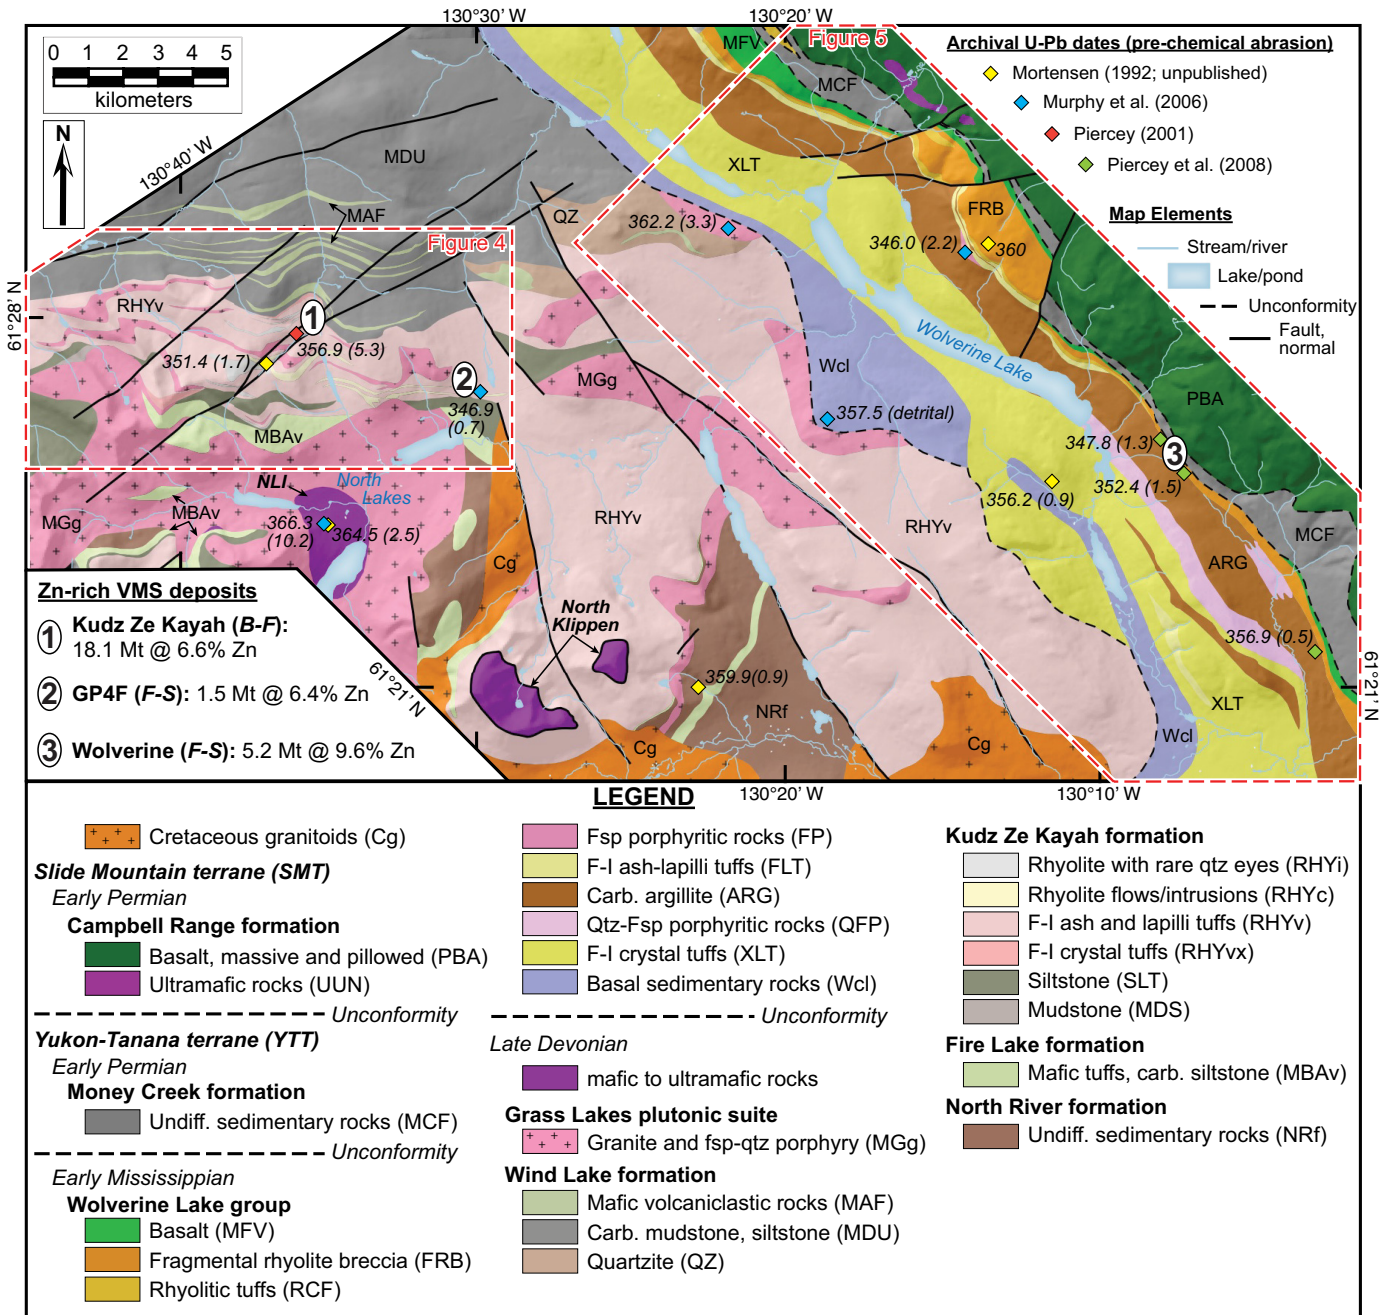 130°30' W
130°20' W
0 1 2 3 4 5
kilometers
N
130°40' W
61°28' N
MFV
Figure 5
MCF
Archival U-Pb dates (pre-chemical abrasion)
Mortensen (1992; unpublished)
Murphy et al. (2006)
Piercey (2001)
Piercey et al. (2008)
Map Elements
Stream/river
Lake/pond
Unconformity
Fault,
normal
MDU
MAF
Figure 4
QZ
XLT
362.2 (3.3)
FRB
346.0 (2.2)
360
RHYv
1
356.9 (5.3)
351.4 (1.7)
2
346.9
(0.7)
MBAv
MGg
Wcl
Wolverine Lake
357.5 (detrital)
PBA
347.8 (1.3)
3
352.4 (1.5)
356.2 (0.9)
NLI
North
Lakes
MGg
MBAv
366.3
(10.2)
364.5 (2.5)
RHYv
RHYv
MCF
ARG
Cg
North
Klippen
356.9 (0.5)
359.9(0.9)
NRf
XLT
Cg
Cg
Wcl
61°21' N
61°21' N
Zn-rich VMS deposits
1 Kudz Ze Kayah (B-F):
18.1 Mt @ 6.6% Zn
2 GP4F (F-S): 1.5 Mt @ 6.4% Zn
3 Wolverine (F-S): 5.2 Mt @ 9.6% Zn
130°20' W
130°10' W
LEGEND
Cretaceous granitoids (Cg)
Slide Mountain terrane (SMT)
Early Permian
Campbell Range formation
Basalt, massive and pillowed (PBA)
Ultramafic rocks (UUN)
Unconformity
Yukon-Tanana terrane (YTT)
Early Permian
Money Creek formation
Undiff. sedimentary rocks (MCF)
Unconformity
Early Mississippian
Wolverine Lake group
Basalt (MFV)
Fragmental rhyolite breccia (FRB)
Rhyolitic tuffs (RCF)
Fsp porphyritic rocks (FP)
F-I ash-lapilli tuffs (FLT)
Carb. argillite (ARG)
Qtz-Fsp porphyritic rocks (QFP)
F-I crystal tuffs (XLT)
Basal sedimentary rocks (Wcl)
Unconformity
Late Devonian
mafic to ultramafic rocks
Grass Lakes plutonic suite
Granite and fsp-qtz porphyry (MGg)
Wind Lake formation
Mafic volcaniclastic rocks (MAF)
Carb. mudstone, siltstone (MDU)
Quartzite (QZ)
Kudz Ze Kayah formation
Rhyolite with rare qtz eyes (RHYi)
Rhyolite flows/intrusions (RHYc)
F-I ash and lapilli tuffs (RHYv)
F-I crystal tuffs (RHYvx)
Siltstone (SLT)
Mudstone (MDS)
Fire Lake formation
Mafic tuffs, carb. siltstone (MBAv)
North River formation
Undiff. sedimentary rocks (NRf)